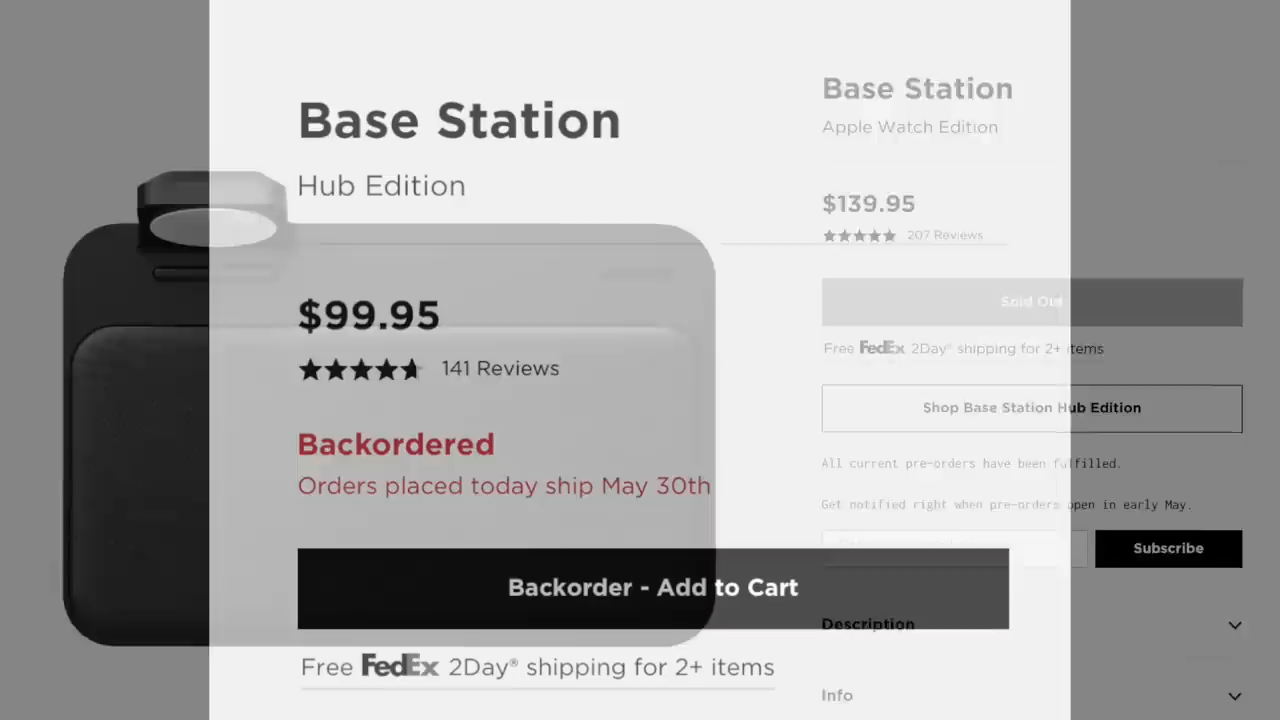 Base Station
Hub Edition
$99.95
141 Reviews
Backordered
Orders placed today ship May 30th
Backorder - Add to Cart
Free FedEx 2Day® shipping for 2+ items
Base Station
Apple Watch Edition
$139.95
207 Reviews
Sold Out
Free FedEx 2Day® shipping for 2+ items
Shop Base Station Hub Edition
All current pre-orders have been fulfilled.
Get notified right when pre-orders open in early May.
Subscribe
Description
Info